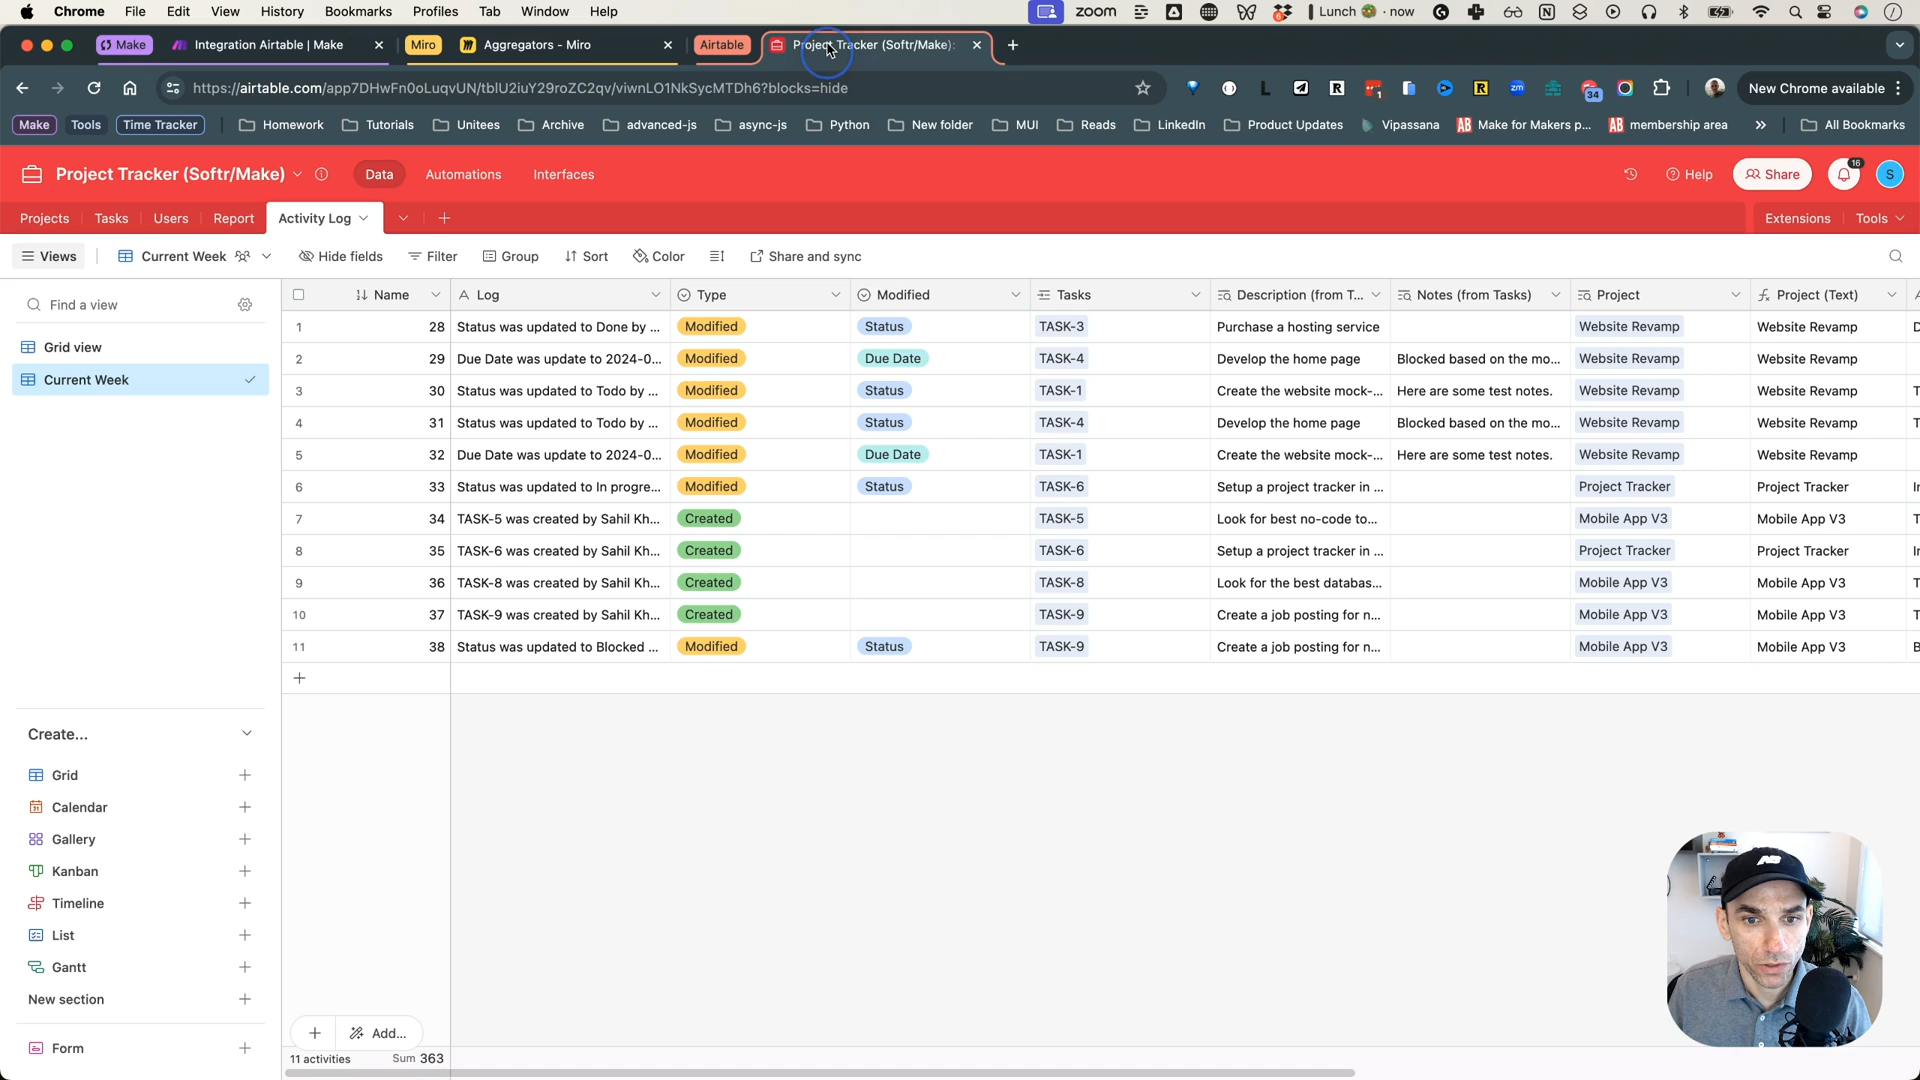 Chrome File Edit View History Bookmarks Profiles Tab Window Help zoom Lunch · now
Make Integration Airtable | Make Miro Aggregators - Miro Airtable Project Tracker (Softr/Make):
https://airtable.com/app7DHwFn0oLuqvUN/tblU2iuY29roZC2qv/viwnLO1NkSycMTDh6?blocks=hide 1 34 New Chrome available
Make Tools Time Tracker Homework Tutorials Unitees Archive advanced-js async-js Python New folder MUI Reads LinkedIn Product Updates Vipassana AB Make for Makers p... AB membership area » All Bookmarks
Project Tracker (Softr/Make) Data Automations Interfaces Help Share 16 S
Projects Tasks Users Report Activity Log Extensions Tools
Views Current Week Hide fields Filter Group Sort Color Share and sync
Find a view
Grid view
Current Week
Name Log Type Modified Tasks Description (from T... Notes (from Tasks) Project Project (Text)
1 28 Status was updated to Done by ... Modified Status TASK-3 Purchase a hosting service Website Revamp Website Revamp
2 29 Due Date was update to 2024-0... Modified Due Date TASK-4 Develop the home page Blocked based on the mo... Website Revamp Website Revamp
3 30 Status was updated to Todo by ... Modified Status TASK-1 Create the website mock-... Here are some test notes. Website Revamp Website Revamp
4 31 Status was updated to Todo by ... Modified Status TASK-4 Develop the home page Blocked based on the mo... Website Revamp Website Revamp
5 32 Due Date was update to 2024-0... Modified Due Date TASK-1 Create the website mock-... Here are some test notes. Website Revamp Website Revamp
6 33 Status was updated to In progre... Modified Status TASK-6 Setup a project tracker in ... Project Tracker Project Tracker
7 34 TASK-5 was created by Sahil Kh... Created TASK-5 Look for best no-code to... Mobile App V3 Mobile App V3
8 35 TASK-6 was created by Sahil Kh... Created TASK-6 Setup a project tracker in ... Project Tracker Project Tracker
9 36 TASK-8 was created by Sahil Kh... Created TASK-8 Look for the best databas... Mobile App V3 Mobile App V3
10 37 TASK-9 was created by Sahil Kh... Created TASK-9 Create a job posting for n... Mobile App V3 Mobile App V3
11 38 Status was updated to Blocked ... Modified Status TASK-9 Create a job posting for n... Mobile App V3 Mobile App V3
Create...
Grid
Calendar
Gallery
Kanban
Timeline
List
Gantt
New section
Form
Add...
11 activities Sum 363